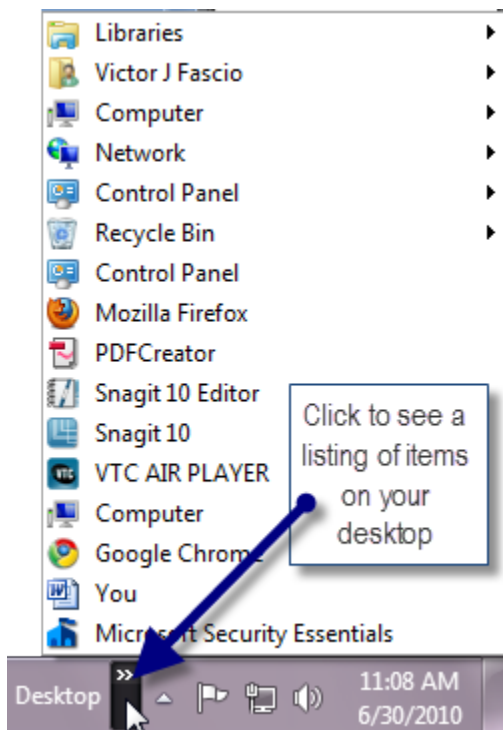 Libraries
Victor J Fascio
Computer
Network
Control Panel
Recycle Bin
Control Panel
Mozilla Firefox
PDFCreator
Snagit 10 Editor
Snagit 10
VTC AIR PLAYER
Computer
Google Chrome
You
Microsoft Security Essentials
Click to see a
listing of items
on your
desktop
Desktop
11:08 AM
6/30/2010